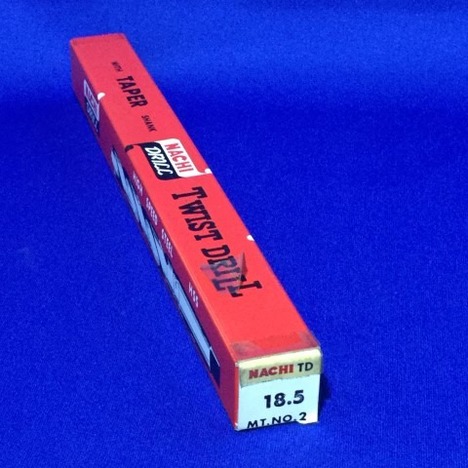 WITH TAPER SHANK
NACHI
DRILL
TWIST DRILL
HIGH SPEED STEEL HSS
NACHI TD
18.5
MT.NO.2